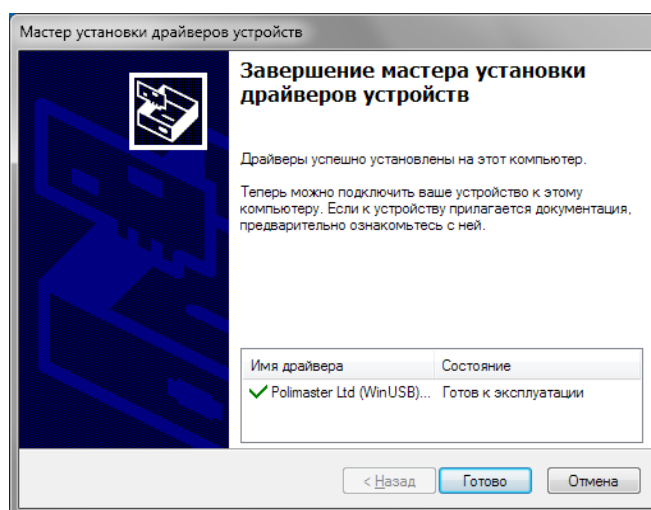 Мастер установки драйверов устройств
Завершение мастера установки
драйверов устройств
Драйверы успешно установлены на этот компьютер.
Теперь можно подключить ваше устройство к этому
компьютеру. Если к устройству прилагается документация,
предварительно ознакомьтесь с ней.
Имя драйвера Состояние
Polimaster Ltd (WinUSB)... Готов к эксплуатации
< Назад Готово Отмена